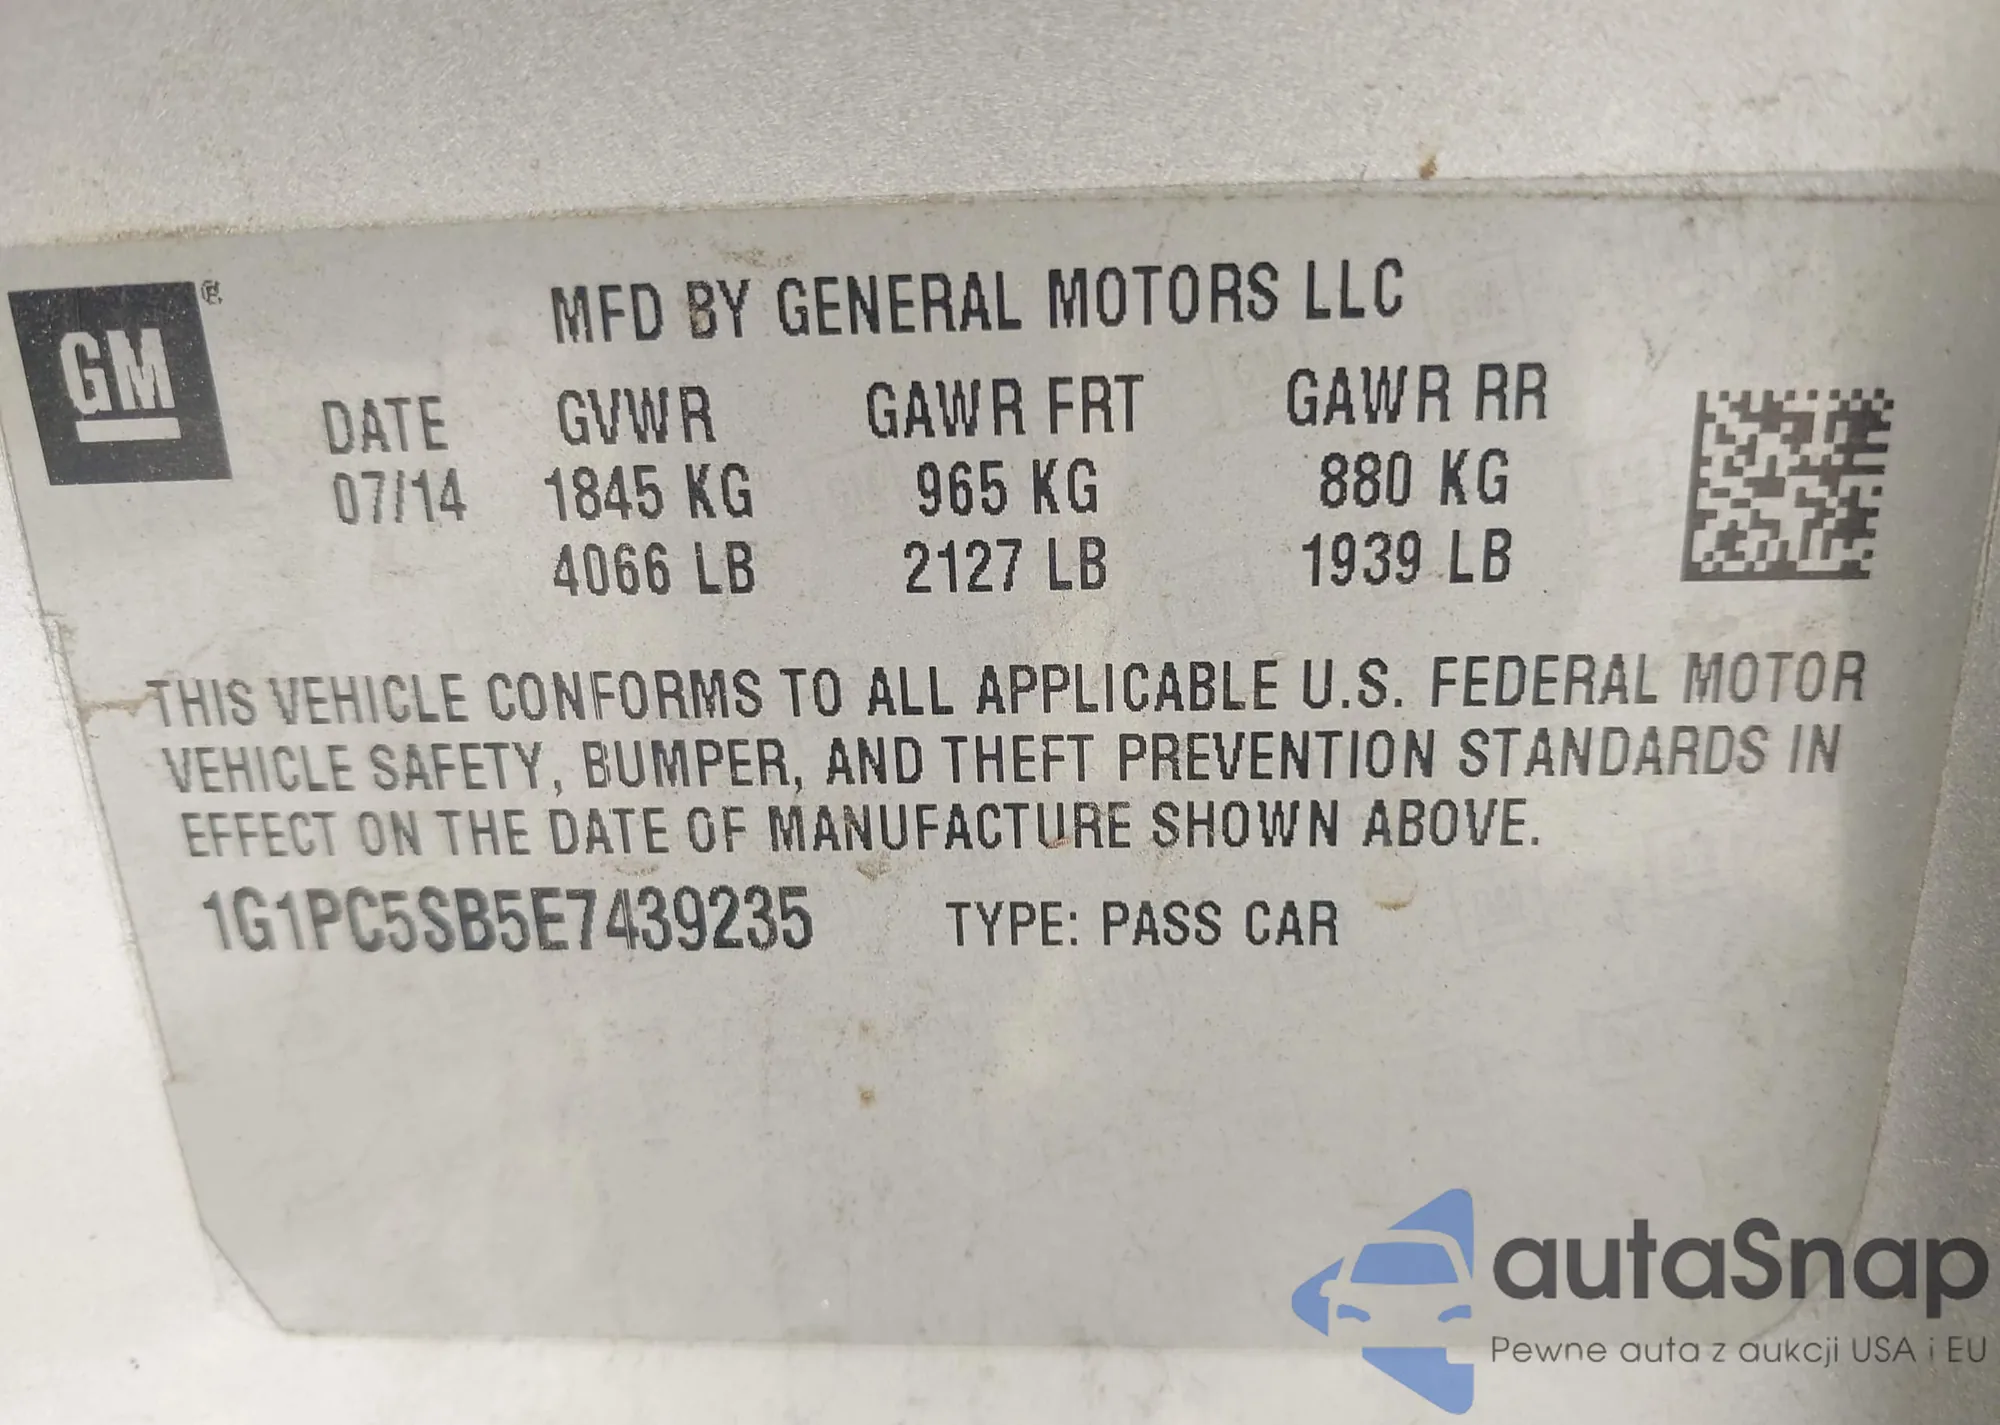 GM ®
MFD BY GENERAL MOTORS LLC
DATE GVWR GAWR FRT GAWR RR
07/14 1845 KG 965 KG 880 KG
4066 LB 2127 LB 1939 LB
THIS VEHICLE CONFORMS TO ALL APPLICABLE U.S. FEDERAL MOTOR
VEHICLE SAFETY, BUMPER, AND THEFT PREVENTION STANDARDS IN
EFFECT ON THE DATE OF MANUFACTURE SHOWN ABOVE.
1G1PC5SB5E7439235 TYPE: PASS CAR
autaSnap
Pewne auta z aukcji USA i EU